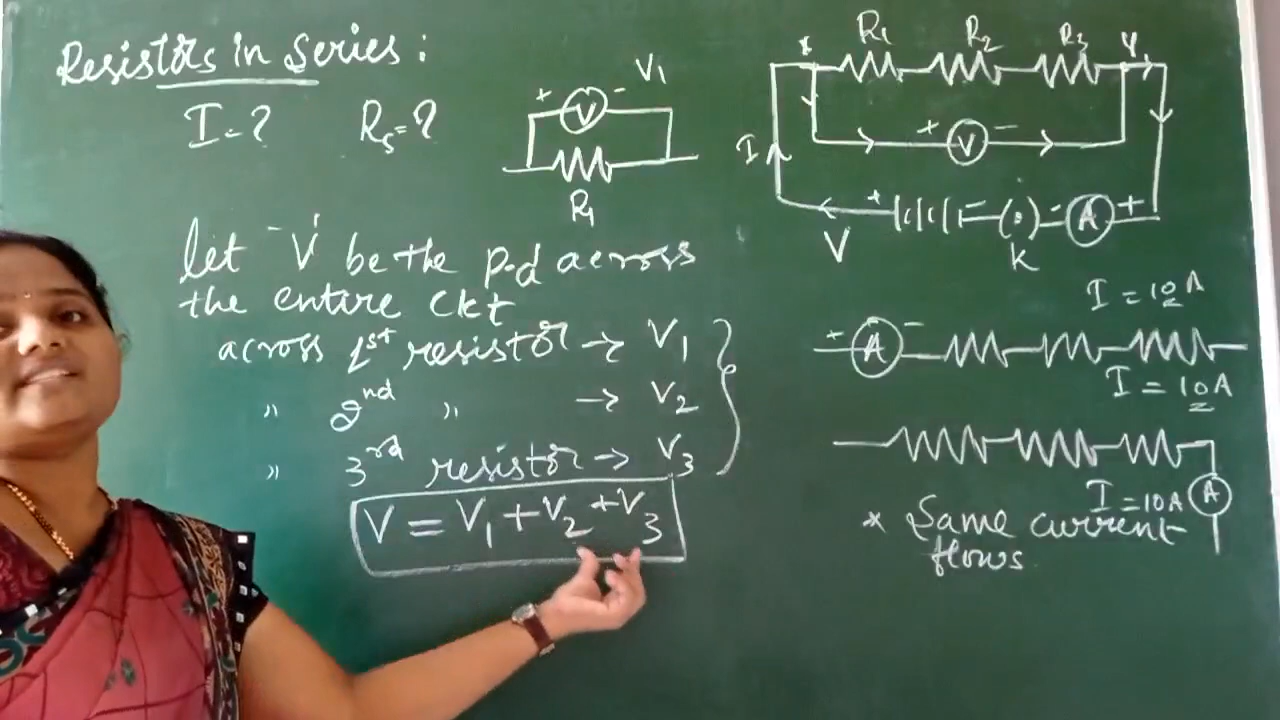 Resistors in Series :
I = ? Rs = ?
let V be the p.d across
the entire ckt
across 1st resistor → V1
" 2nd " → V2
" 3rd resistor → V3
V = V1 + V2 + V3
V1
+ V -
R1
R1 R2 R3
x y
I
+ V -
+ - - A +
V K
I = 10A
+ A -
I = 10A
I = 10A A
* Same current
flows